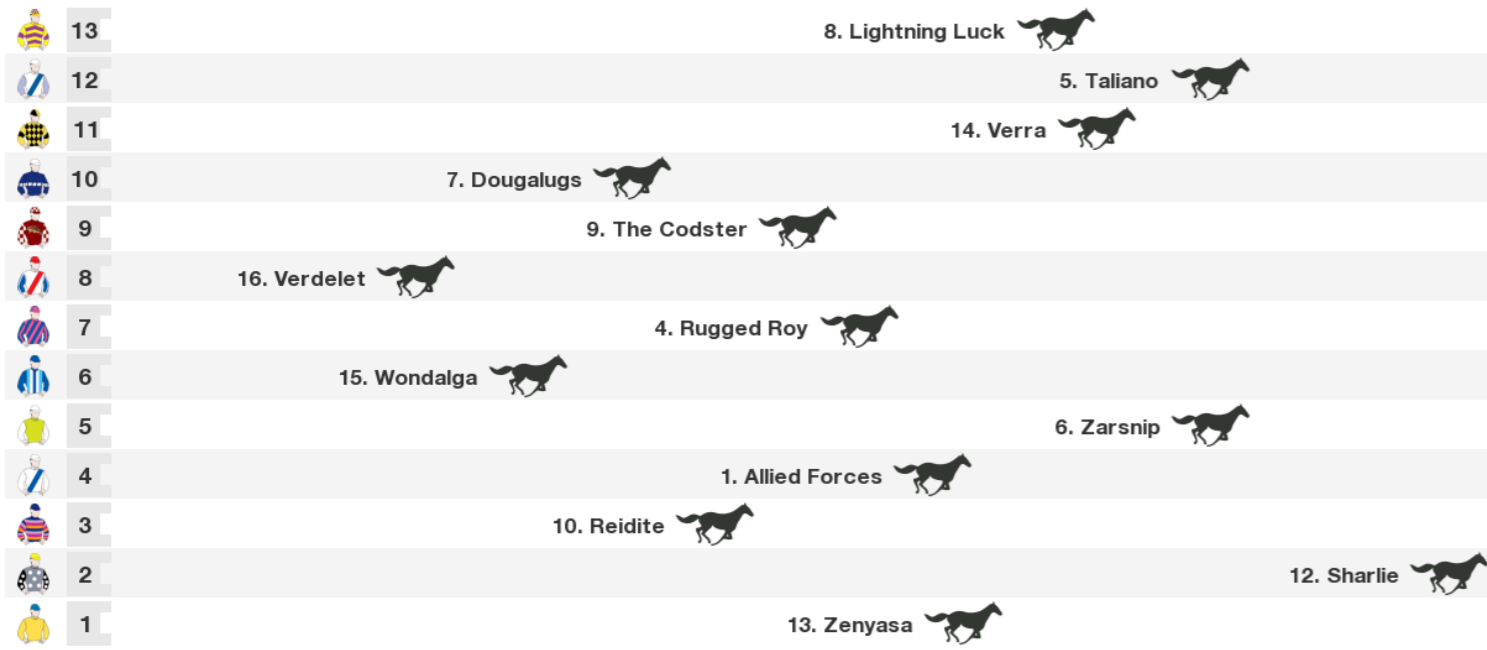 13 8. Lightning Luck
12 5. Taliano
11 14. Verra
10 7. Dougalugs
9 9. The Codster
8 16. Verdelet
7 4. Rugged Roy
6 15. Wondalga
5 6. Zarsnip
4 1. Allied Forces
3 10. Reidite
2 12. Sharlie
1 13. Zenyasa